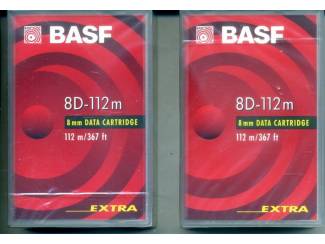 BASF
8D-112m
8mm DATA CARTRIDGE
112 m/367 ft
EXTRA
BASF
8D-112m
8mm DATA CARTRIDGE
112 m/367 ft
EXTRA